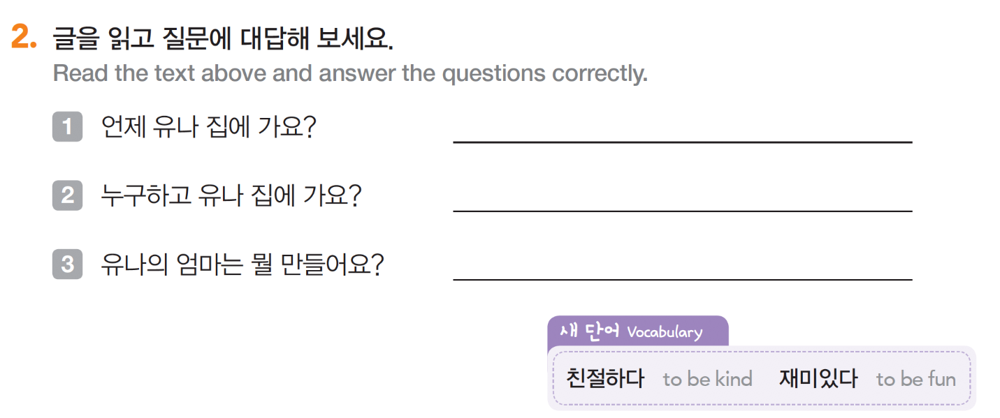 2. 글을 읽고 질문에 대답해 보세요.
Read the text above and answer the questions correctly.
1 언제 유나 집에 가요?
2 누구하고 유나 집에 가요?
3 유나의 엄마는 뭘 만들어요?
새 단어 Vocabulary
친절하다 to be kind 재미있다 to be fun